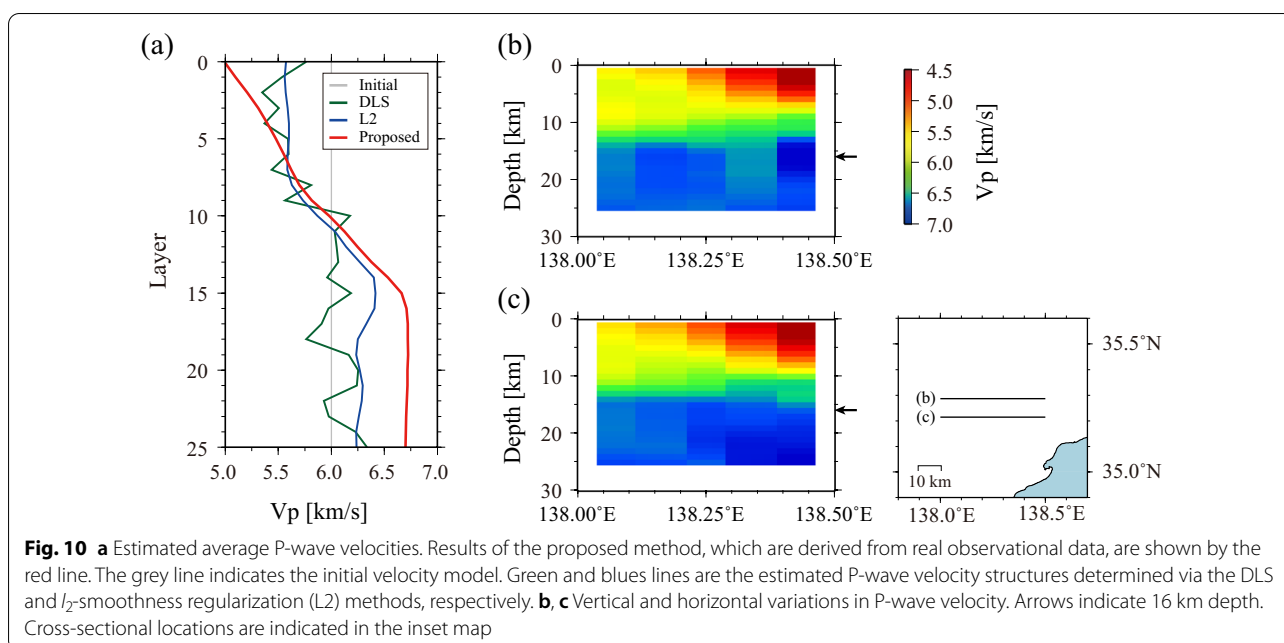 (a)
0
5
10
15
20
25
Layer
5.0 5.5 6.0 6.5 7.0
Vp [km/s]
Initial
DLS
L2
Proposed
(b)
0
10
20
30
Depth [km]
138.00˚E 138.25˚E 138.50˚E
4.5
5.0
5.5
6.0
6.5
7.0
Vp [km/s]
(c)
0
10
20
30
Depth [km]
138.00˚E 138.25˚E 138.50˚E
35.5˚N
35.0˚N
(b)
(c)
10 km
138.0˚E 138.5˚E
Fig. 10 a Estimated average P-wave velocities. Results of the proposed method, which are derived from real observational data, are shown by the
red line. The grey line indicates the initial velocity model. Green and blues lines are the estimated P-wave velocity structures determined via the DLS
and l2-smoothness regularization (L2) methods, respectively. b, c Vertical and horizontal variations in P-wave velocity. Arrows indicate 16 km depth.
Cross-sectional locations are indicated in the inset map